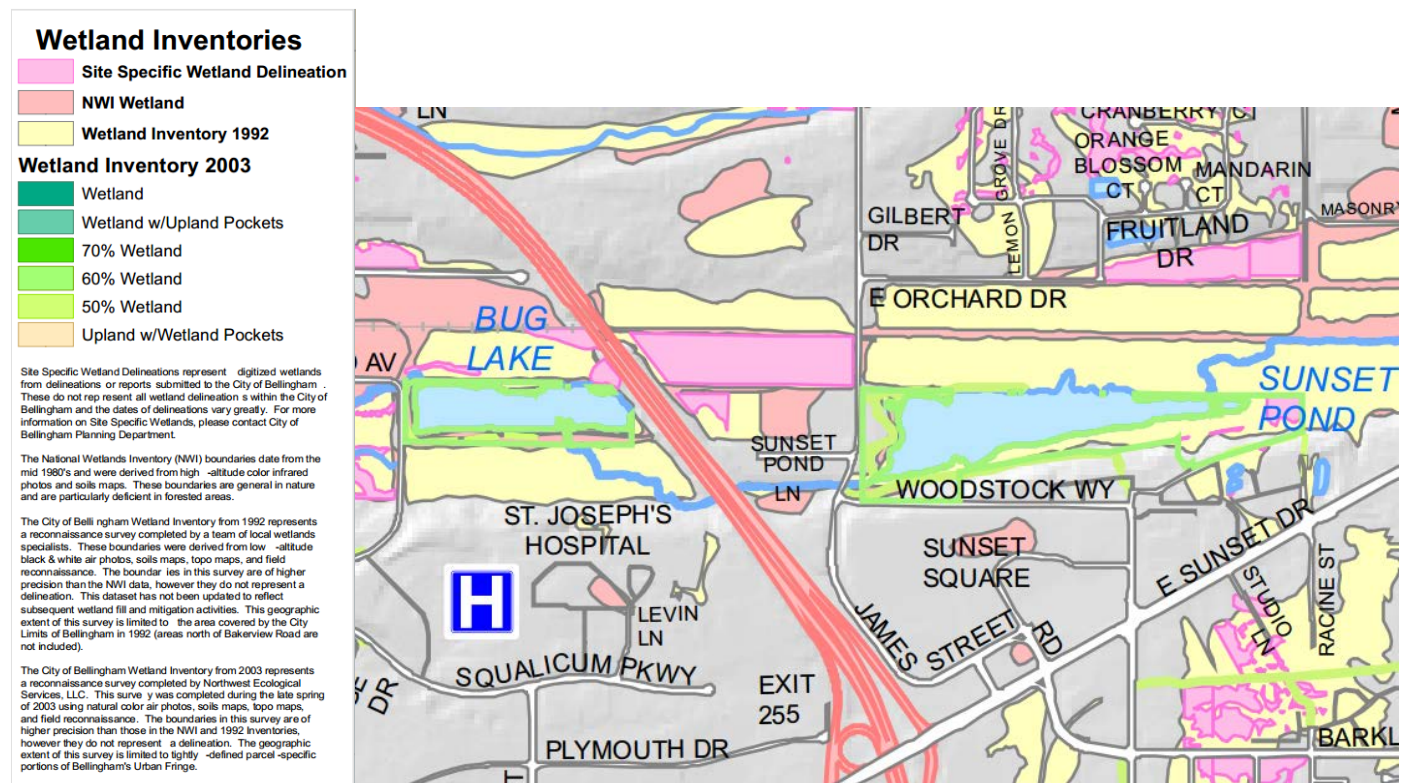 Wetland Inventories
Site Specific Wetland Delineation
NWI Wetland
Wetland Inventory 1992
Wetland Inventory 2003
Wetland
Wetland w/Upland Pockets
70% Wetland
60% Wetland
50% Wetland
Upland w/Wetland Pockets
Site Specific Wetland Delineations represent digitized wetlands
from delineations or reports submitted to the City of Bellingham .
These do not rep resent all wetland delineation s within the City of
Bellingham and the dates of delineations vary greatly. For more
information on Site Specific Wetlands, please contact City of
Bellingham Planning Department.
The National Wetlands Inventory (NWI) boundaries date from the
mid 1980's and were derived from high -altitude color infrared
photos and soils maps. These boundaries are general in nature
and are particularly deficient in forested areas.
The City of Belli ngham Wetland Inventory from 1992 represents
a reconnaissance survey completed by a team of local wetlands
specialists. These boundaries were derived from low -altitude
black & white air photos, soils maps, topo maps, and field
reconnaissance. The boundar ies in this survey are of higher
precision than the NWI data, however they do not represent a
delineation. This dataset has not been updated to reflect
subsequent wetland fill and mitigation activities. This geographic
extent of this survey is limited to the area covered by the City
Limits of Bellingham in 1992 (areas north of Bakerview Road are
not included).
The City of Bellingham Wetland Inventory from 2003 represents
a reconnaissance survey completed by Northwest Ecological
Services, LLC. This surve y was completed during the late spring
of 2003 using natural color air photos, soils maps, topo maps,
and field reconnaissance. The boundaries in this survey are of
higher precision than those in the NWI and 1992 Inventories,
however they do not represent a delineation. The geographic
extent of this survey is limited to tightly -defined parcel -specific
portions of Bellingham's Urban Fringe.
LN
CRANBERRY CT
ORANGE
BLOSSOM
CT
MANDARIN
CT
LEMON GROVE DR
GILBERT
DR
MASONRY
FRUITLAND
DR
E ORCHARD DR
BUG
LAKE
AV
SUNSET
POND
SUNSET
POND
LN
WOODSTOCK WY
ST. JOSEPH'S
HOSPITAL
H
SUNSET
SQUARE
E SUNSET DR
LEVIN
LN
JAMES
STREET
RD
STUDIO
LN
RACINE ST
SQUALICUM PKWY
DR
EXIT
255
PLYMOUTH DR
BARKL